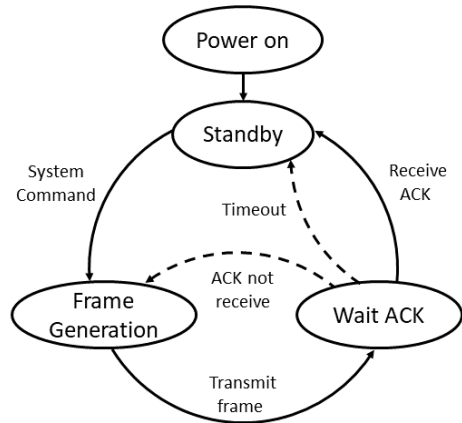 Power on
Standby
System
Command
Receive
ACK
Timeout
ACK not
receive
Frame
Generation
Wait ACK
Transmit
frame